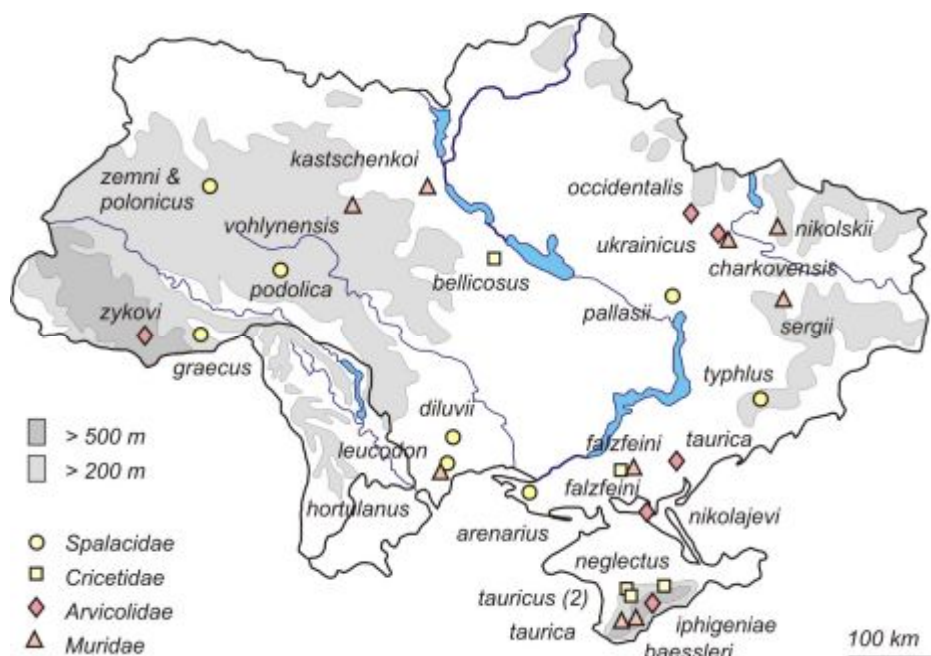 kastschenkoi
zemni &
polonicus
occidentalis
vohlynensis
ukrainicus
nikolskii
charkovensis
podolica
bellicosus
zykovi
pallasii
sergii
graecus
typhlus
diluvii
> 500 m
> 200 m
leucodon
falzfeini
taurica
falzfeini
hortulanus
arenarius
nikolajevi
Spalacidae
neglectus
Cricetidae
tauricus (2)
Arvicolidae
taurica
iphigeniae
100 km
Muridae
baessleri